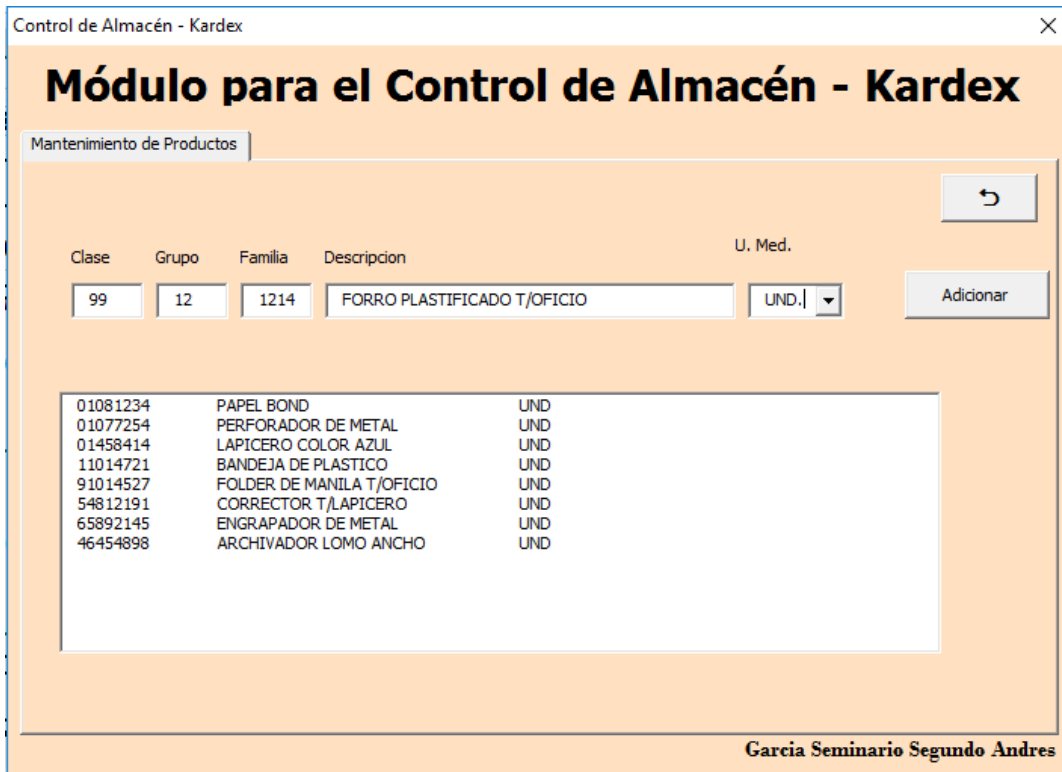 Control de Almacén - Kardex
Módulo para el Control de Almacén - Kardex
Mantenimiento de Productos
U. Med.
Clase Grupo Familia Descripcion
99 12 1214 FORRO PLASTIFICADO T/OFICIO UND. Adicionar
01081234 PAPEL BOND UND
01077254 PERFORADOR DE METAL UND
01458414 LAPICERO COLOR AZUL UND
11014721 BANDEJA DE PLASTICO UND
91014527 FOLDER DE MANILA T/OFICIO UND
54812191 CORRECTOR T/LAPICERO UND
65892145 ENGRAPADOR DE METAL UND
46454898 ARCHIVADOR LOMO ANCHO UND
Garcia Seminario Segundo Andres